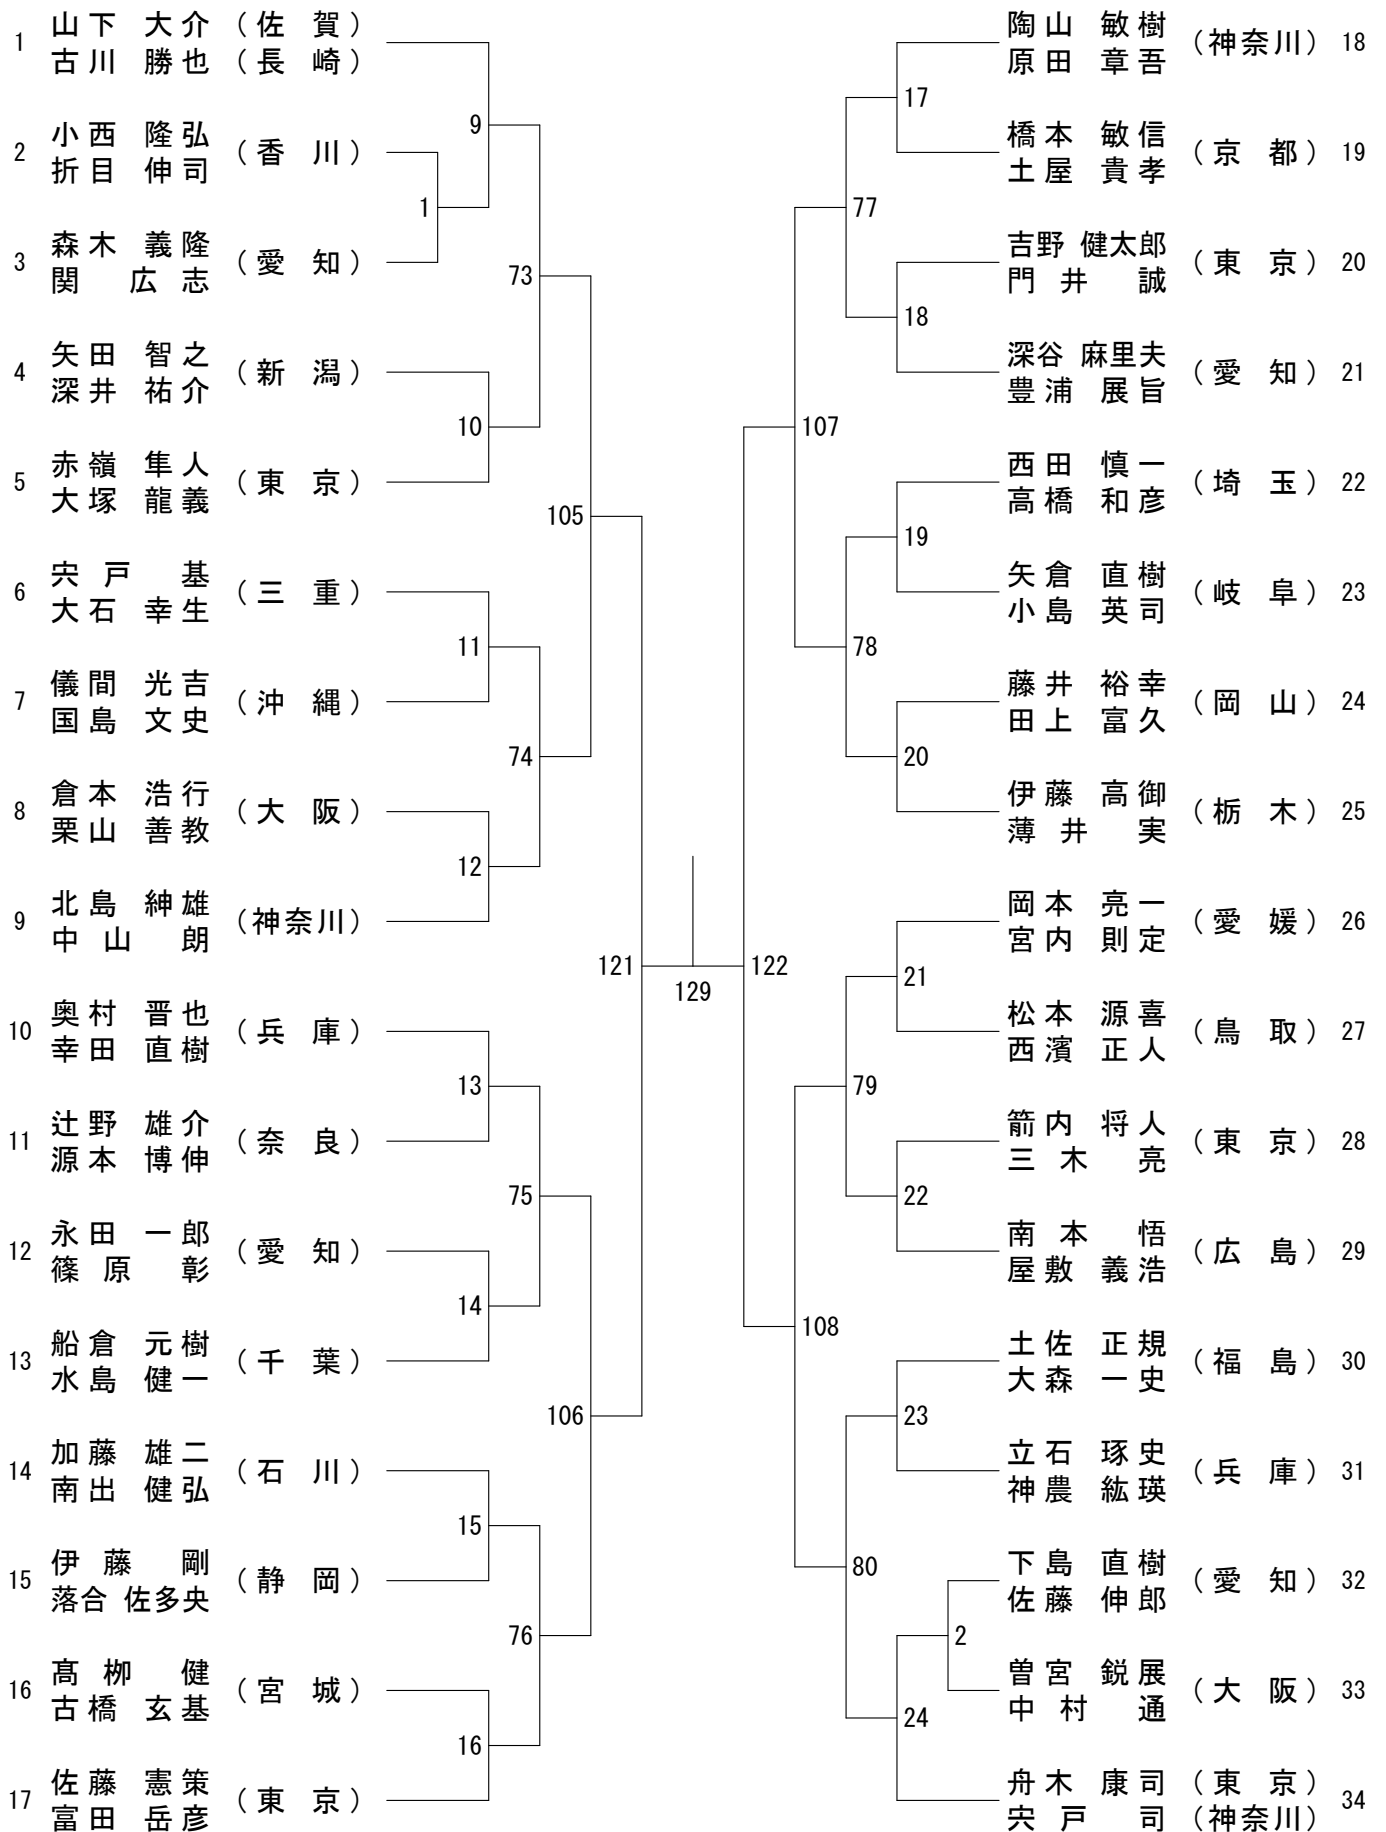 1 山下 大介 (佐賀)
古川 勝也 (長崎)
2 小西 隆弘 (香川)
折目 伸司
3 森木 義隆 (愛知)
関 広志
4 矢田 智之 (新潟)
深井 祐介
5 赤嶺 隼人 (東京)
大塚 龍義
6 宍戸 基 (三重)
大石 幸生
7 儀間 光吉 (沖縄)
国島 文史
8 倉本 浩行 (大阪)
栗山 善教
9 北島 紳雄 (神奈川)
中山 朗
10 奥村 晋也 (兵庫)
幸田 直樹
11 辻野 雄介 (奈良)
源本 博伸
12 永田 一郎 (愛知)
篠原 彰
13 船倉 元樹 (千葉)
水島 健一
14 加藤 雄二 (石川)
南出 健弘
15 伊藤 剛 (静岡)
落合 佐多央
16 髙栁 健 (宮城)
古橋 玄基
17 佐藤 憲策 (東京)
富田 岳彦
1
9
10
11
12
13
14
15
16
73
74
75
76
105
106
121
129
122
107
108
77
78
79
80
17
18
19
20
21
22
23
24
2
陶山 敏樹 (神奈川) 18
原田 章吾
橋本 敏信 (京都) 19
土屋 貴孝
吉野 健太郎 (東京) 20
門井 誠
深谷 麻里夫 (愛知) 21
豊浦 展旨
西田 慎一 (埼玉) 22
高橋 和彦
矢倉 直樹 (岐阜) 23
小島 英司
藤井 裕幸 (岡山) 24
田上 富久
伊藤 高御 (栃木) 25
薄井 実
岡本 亮一 (愛媛) 26
宮内 則定
松本 源喜 (鳥取) 27
西濱 正人
箭内 将人 (東京) 28
三木 亮
南本 悟 (広島) 29
屋敷 義浩
土佐 正規 (福島) 30
大森 一史
立石 琢史 (兵庫) 31
神農 紘瑛
下島 直樹 (愛知) 32
佐藤 伸郎
曽宮 鋭展 (大阪) 33
中村 通
舟木 康司 (東京) 34
宍戸 司 (神奈川)